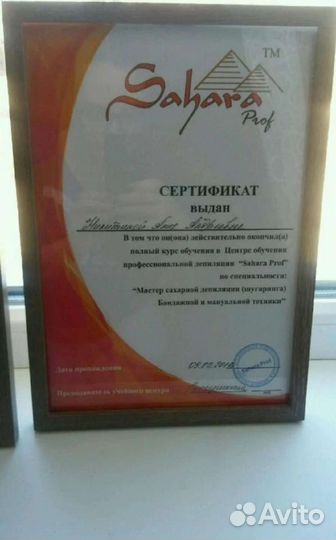 Sahara
TM
Prof
СЕРТИФИКАТ
выдан
В том что он(она) действительно окончил(а)
полный курс обучения в Центре обучения
профессиональной депиляции "Sahara Prof"
по специальности:
"Мастер сахарной депиляции (шугаринга)
Бандажной и мануальной техники"
Дата прохождения
Преподаватель учебного центра
Avito